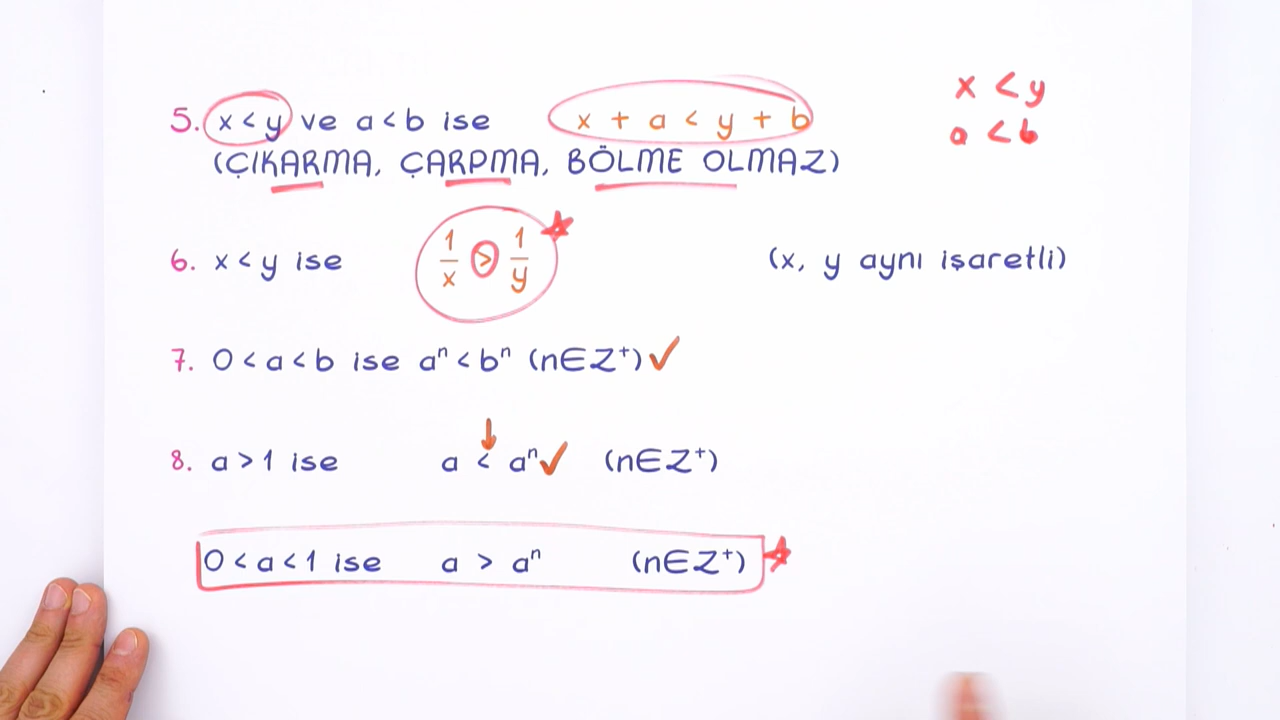 5. x < y ve a < b ise x + a < y + b
x < y
a < b
(ÇIKARMA, ÇARPMA, BÖLME OLMAZ)
6. x < y ise 1/x > 1/y (x, y aynı işaretli)
7. 0 < a < b ise aⁿ < bⁿ (n∈Z⁺) ✓
8. a > 1 ise a < aⁿ ✓ (n∈Z⁺)
0 < a < 1 ise a > aⁿ (n∈Z⁺)